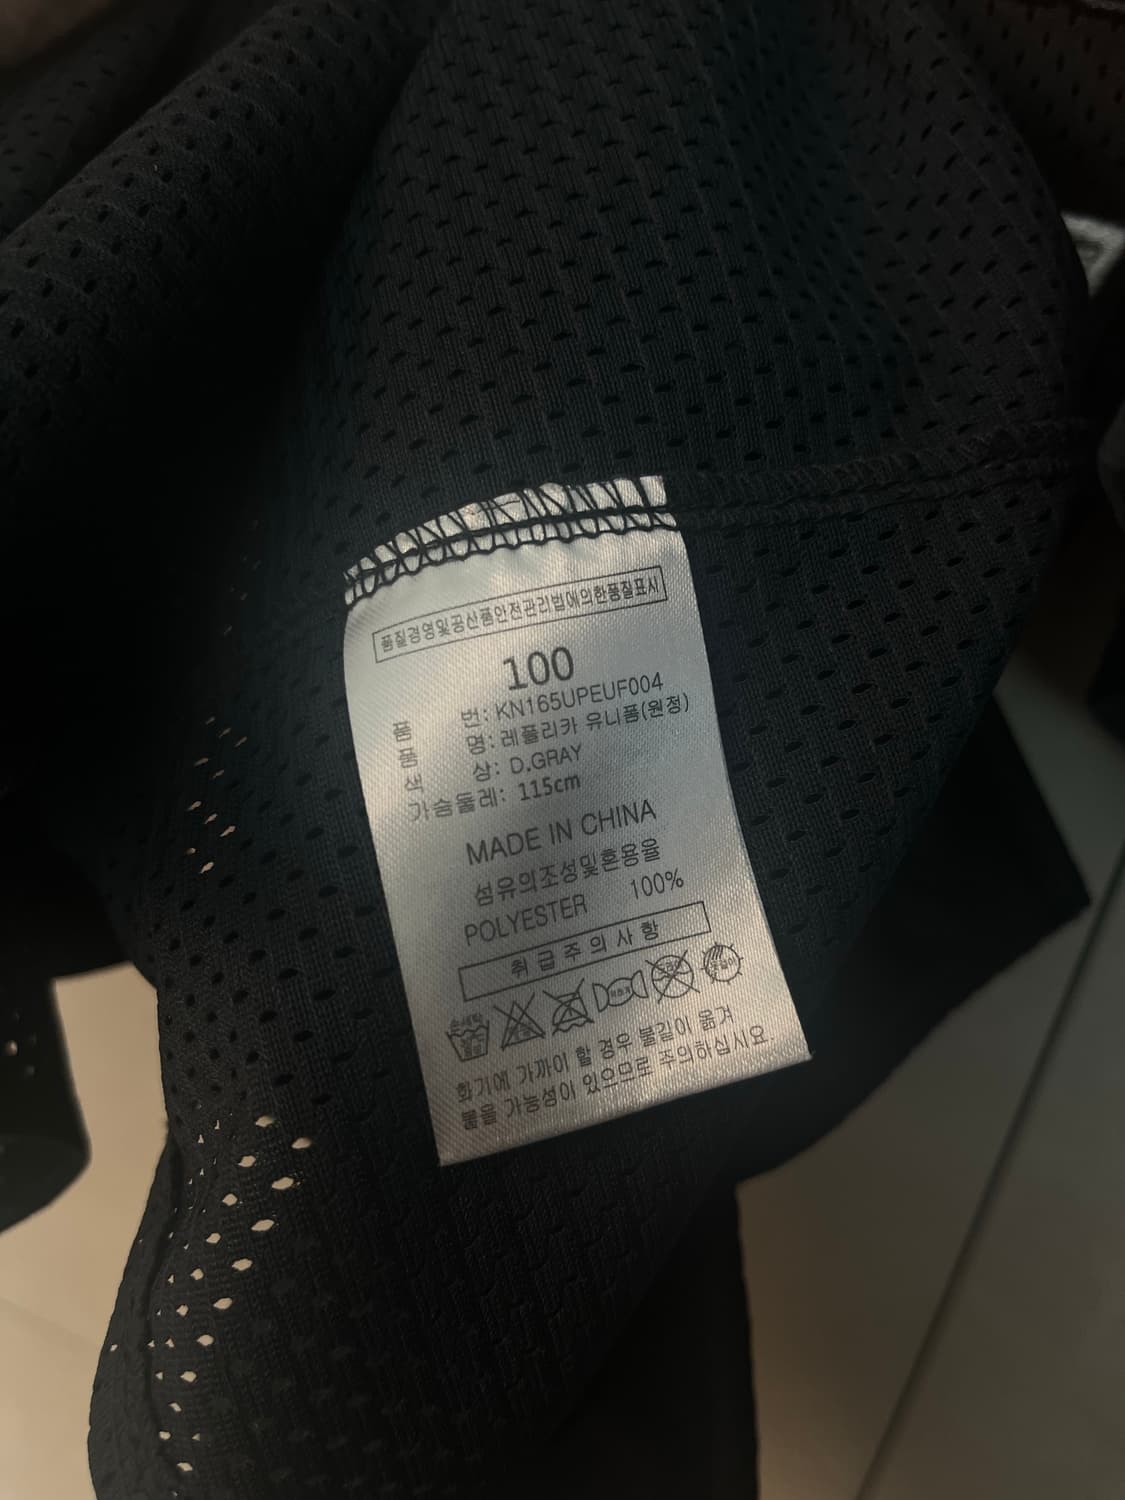 품질경영및공산품안전관리법에의한품질표시
100
품 번: KN165UPEUF004
품 명: 레플리카 유니폼(원정)
색 상: D.GRAY
가슴둘레: 115cm
MADE IN CHINA
섬유의조성및혼용율
POLYESTER 100%
취급주의사항
손세탁
화기에 가까이 할 경우 불길이 옮겨
붙을 가능성이 있으므로 주의하십시요.